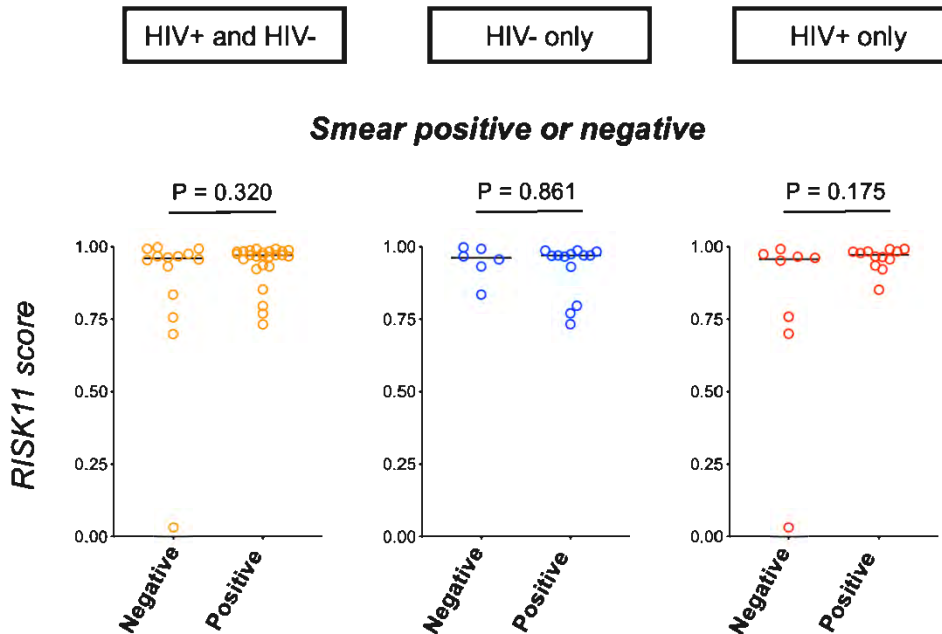 HIV+ and HIV- HIV- only HIV+ only
Smear positive or negative
P = 0.320 P = 0.861 P = 0.175
RISK11 score
1.00 1.00 1.00
0.75 0.75 0.75
0.50 0.50 0.50
0.25 0.25 0.25
0.00 0.00 0.00
Negative Positive Negative Positive Negative Positive